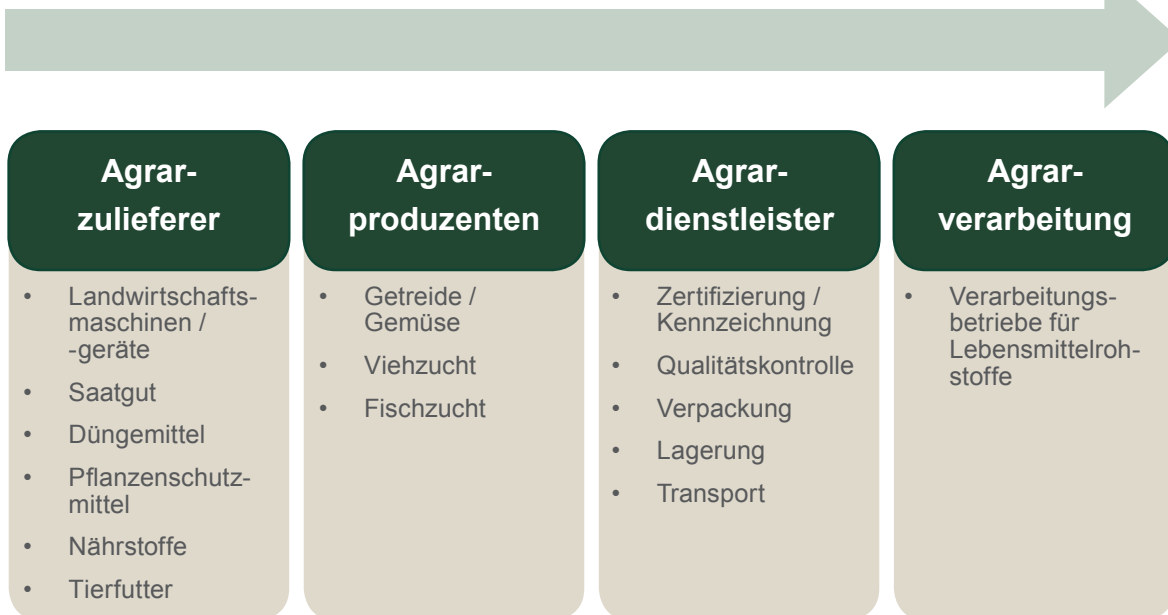 Agrar-
zulieferer
• Landwirtschafts-
maschinen /
-geräte
• Saatgut
• Düngemittel
• Pflanzenschutz-
mittel
• Nährstoffe
• Tierfutter
Agrar-
produzenten
• Getreide /
Gemüse
• Viehzucht
• Fischzucht
Agrar-
dienstleister
• Zertifizierung /
Kennzeichnung
• Qualitätskontrolle
• Verpackung
• Lagerung
• Transport
Agrar-
verarbeitung
• Verarbeitungs-
betriebe für
Lebensmittelroh-
stoffe